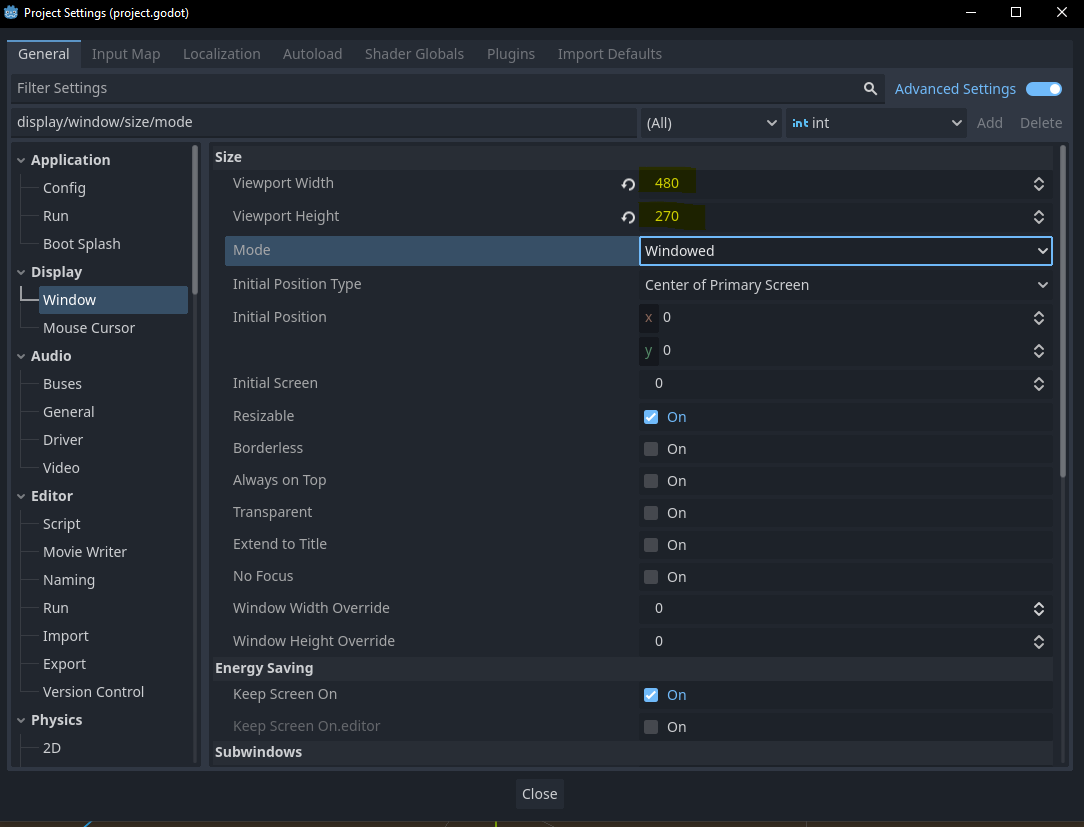 Project Settings (project.godot)
General Input Map Localization Autoload Shader Globals Plugins Import Defaults
Filter Settings Advanced Settings
display/window/size/mode (All) int int Add Delete
Application
Config
Run
Boot Splash
Display
Window
Mouse Cursor
Audio
Buses
General
Driver
Video
Editor
Script
Movie Writer
Naming
Run
Import
Export
Version Control
Physics
2D
Size
Viewport Width 480
Viewport Height 270
Mode Windowed
Initial Position Type Center of Primary Screen
Initial Position x 0
y 0
Initial Screen 0
Resizable On
Borderless On
Always on Top On
Transparent On
Extend to Title On
No Focus On
Window Width Override 0
Window Height Override 0
Energy Saving
Keep Screen On On
Keep Screen On.editor On
Subwindows
Close